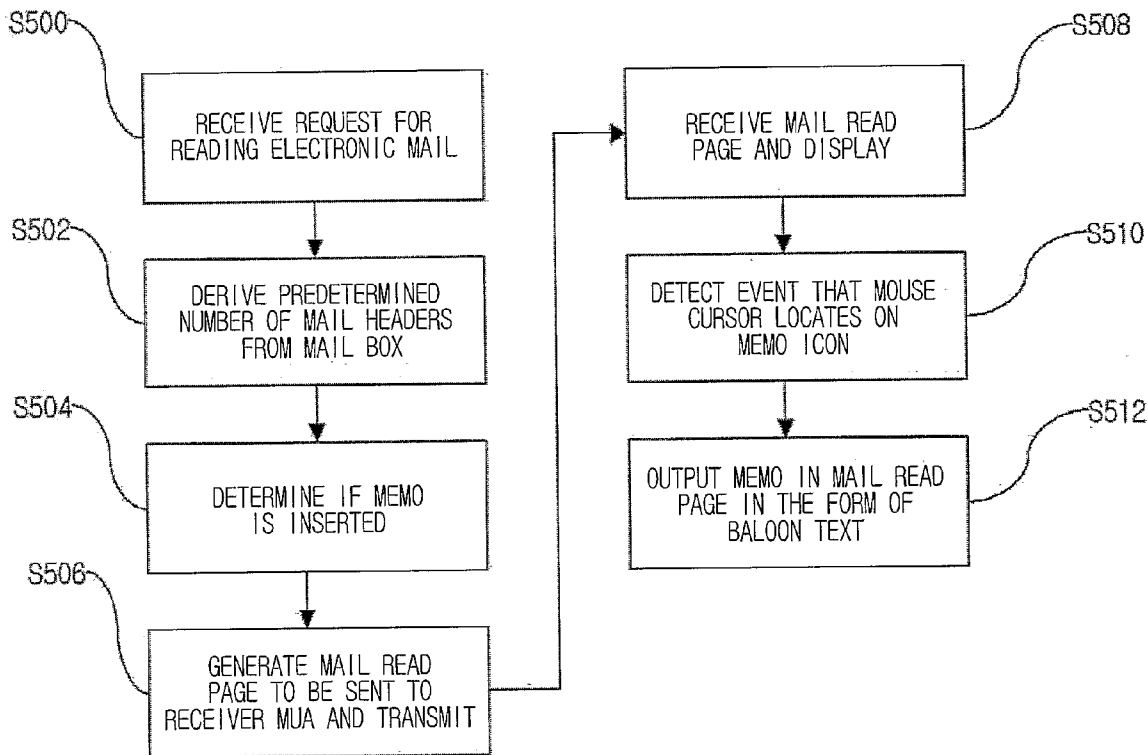 S500
RECEIVE REQUEST FOR
READING ELECTRONIC MAIL
S502
DERIVE PREDETERMINED
NUMBER OF MAIL HEADERS
FROM MAIL BOX
S504
DETERMINE IF MEMO
IS INSERTED
S506
GENERATE MAIL READ
PAGE TO BE SENT TO
RECEIVER MUA AND TRANSMIT
S508
RECEIVE MAIL READ
PAGE AND DISPLAY
S510
DETECT EVENT THAT MOUSE
CURSOR LOCATES ON
MEMO ICON
S512
OUTPUT MEMO IN MAIL READ
PAGE IN THE FORM OF
BALOON TEXT